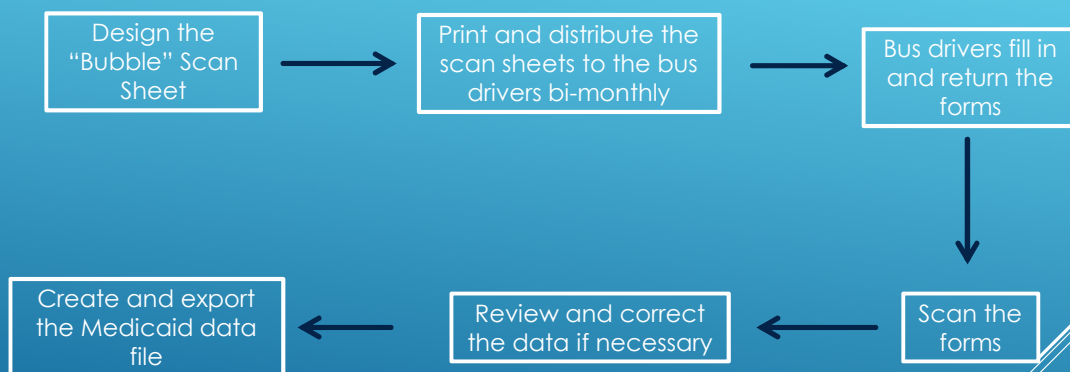 Design the
“Bubble” Scan
Sheet
Print and distribute the
scan sheets to the bus
drivers bi-monthly
Bus drivers fill in
and return the
forms
Scan the
forms
Review and correct
the data if necessary
Create and export
the Medicaid data
file